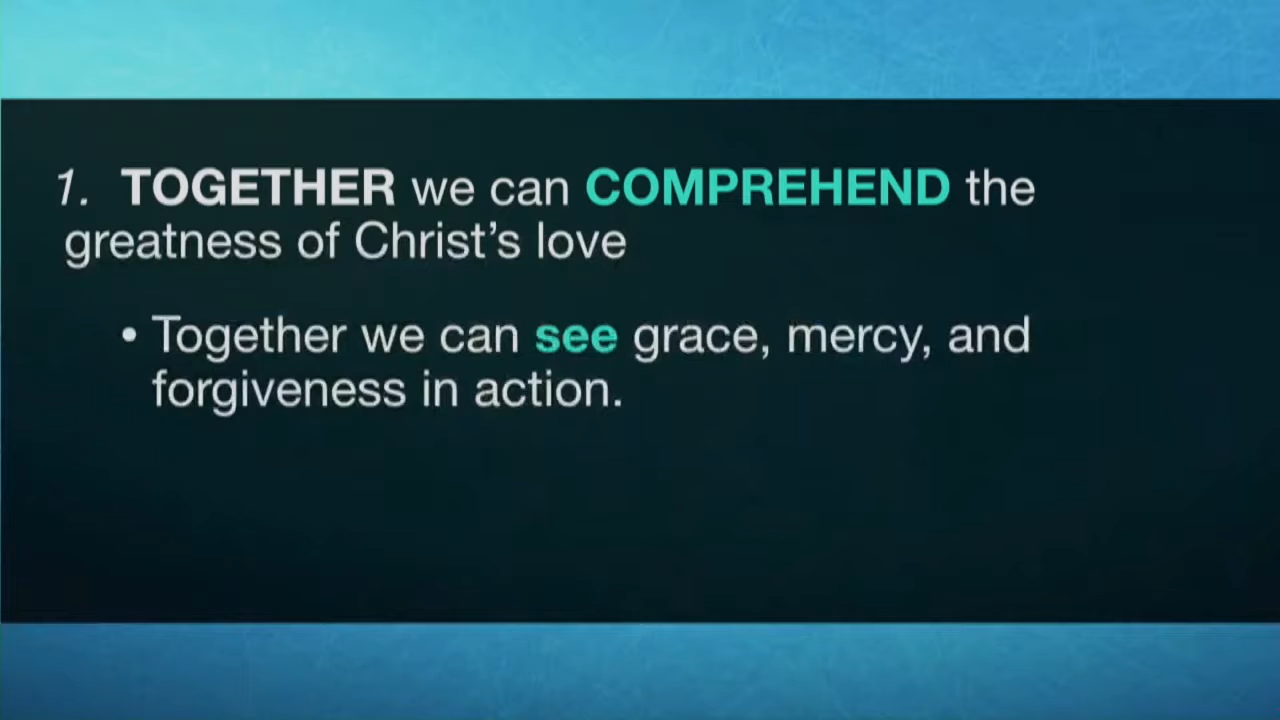 1. TOGETHER we can COMPREHEND the
greatness of Christ’s love
• Together we can see grace, mercy, and
forgiveness in action.